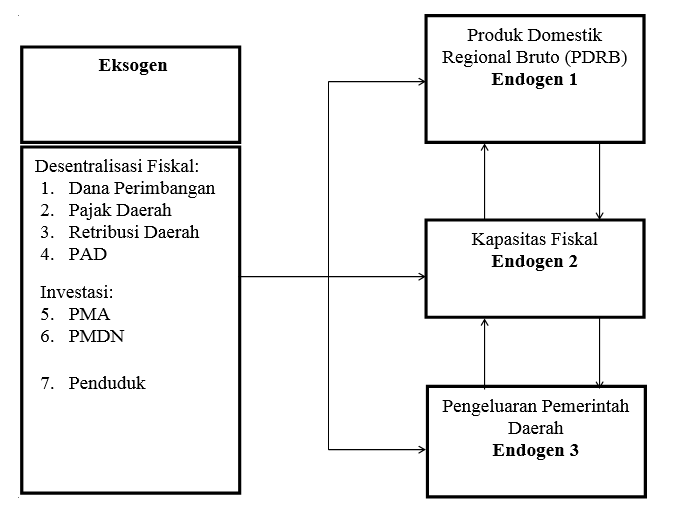 Eksogen
Desentralisasi Fiskal:
1. Dana Perimbangan
2. Pajak Daerah
3. Retribusi Daerah
4. PAD
Investasi:
5. PMA
6. PMDN
7. Penduduk
Produk Domestik
Regional Bruto (PDRB)
Endogen 1
Kapasitas Fiskal
Endogen 2
Pengeluaran Pemerintah
Daerah
Endogen 3